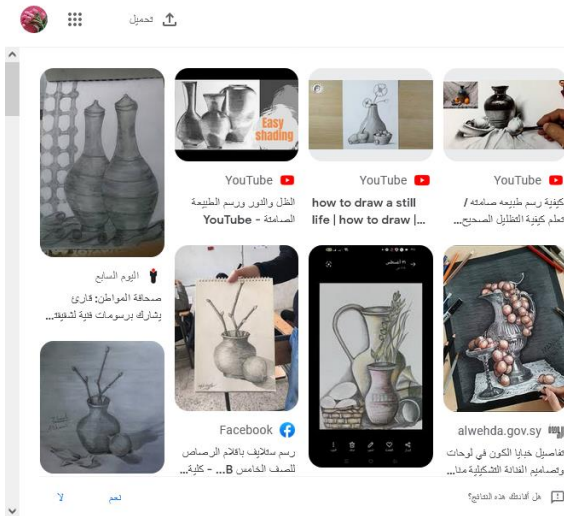 تحميل
Easy
shading
YouTube
كيفية رسم طبيعه صامته /
تعلم كيفية التظليل الصحيح...
YouTube
how to draw a still
life | how to draw |...
YouTube
الظل والنور ورسم الطبيعة
الصامتة - YouTube
اليوم السابع
صحافة المواطن: قارئ
يشارك برسومات فنية لشقيقته...
alwehda.gov.sy
تفاصيل خبايا الكون في لوحات
وتصاميم الفنانة التشكيلية منا...
Facebook
رسم ستلايف باقلام الرصاص
للصف الخامس B... - كلية...
هل أفادتك هذه النتائج؟
نعم
لا